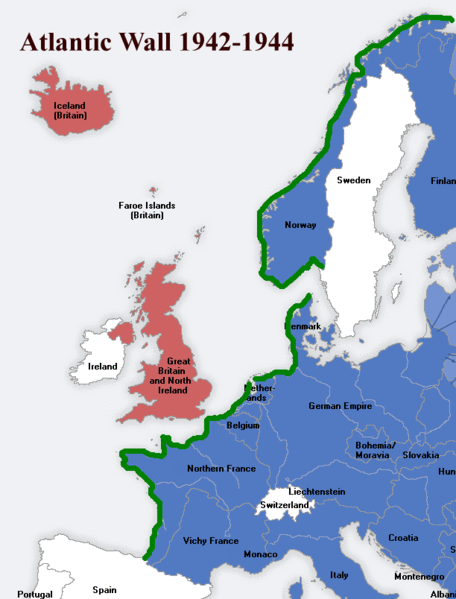 Atlantic Wall 1942-1944
Iceland
(Britain)
Sweden
Finlan
Faroe Islands
(Britain)
Norway
enmark
Ireland
Great
Britain
and North
Ireland
Nether-
ands
German Empire
Belgium
Bohemia/
Moravia
Slovakia
Northern France
Hun
Liechtenstein
Switzerland
Vichy France
Croatia
S
Monaco
Italy
Montenegro
Portugal
Spain
Alban